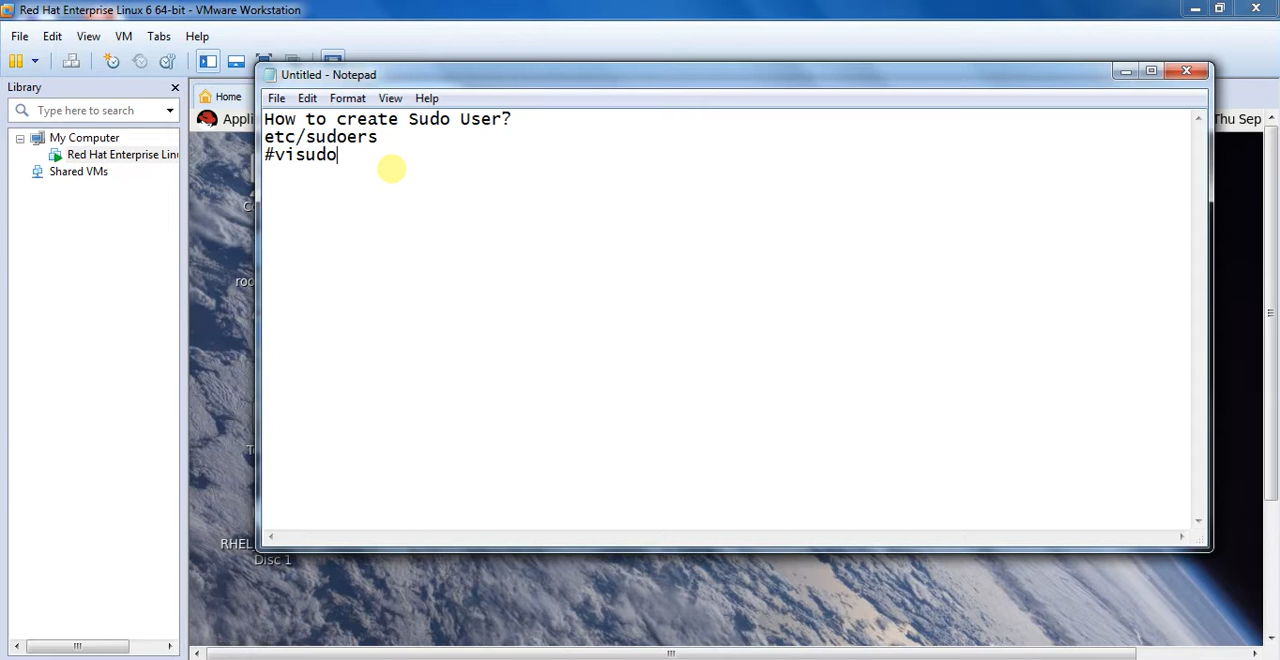 Red Hat Enterprise Linux 6 64-bit - VMware Workstation
File Edit View VM Tabs Help
Library
Type here to search
My Computer
Red Hat Enterprise Lin
Shared VMs
Home
Appli
Thu Sep
Untitled - Notepad
File Edit Format View Help
How to create Sudo User?
etc/sudoers
#visudo
roo
RHEL
Disc 1